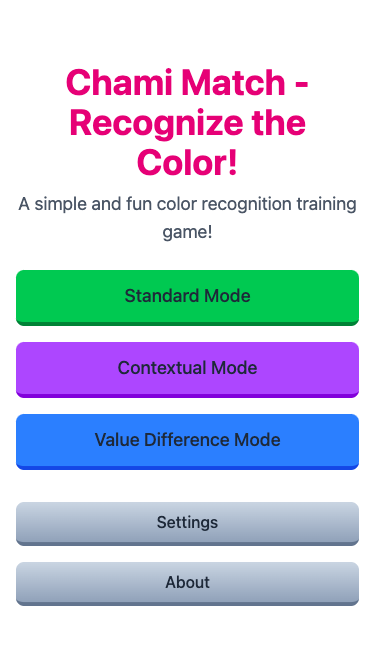 Chami Match -
Recognize the
Color!
A simple and fun color recognition training
game!
Standard Mode
Contextual Mode
Value Difference Mode
Settings
About